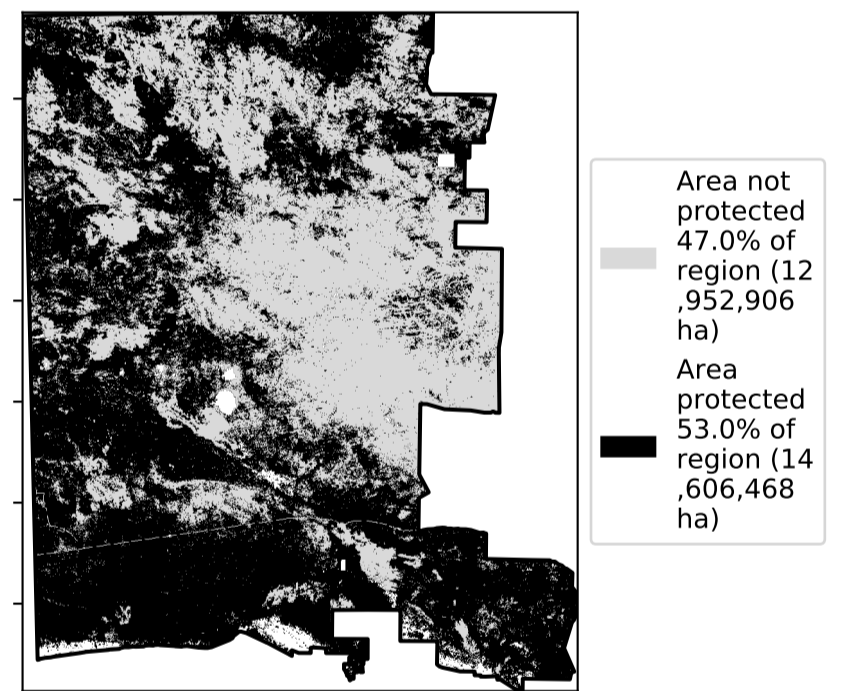 Area not
protected
47.0% of
region (12
,952,906
ha)
Area
protected
53.0% of
region (14
,606,468
ha)